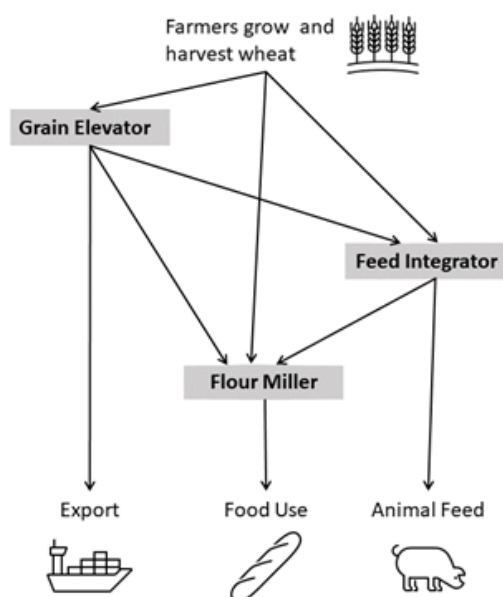 Farmers grow and
harvest wheat
Grain Elevator
Feed Integrator
Flour Miller
Export
Food Use
Animal Feed